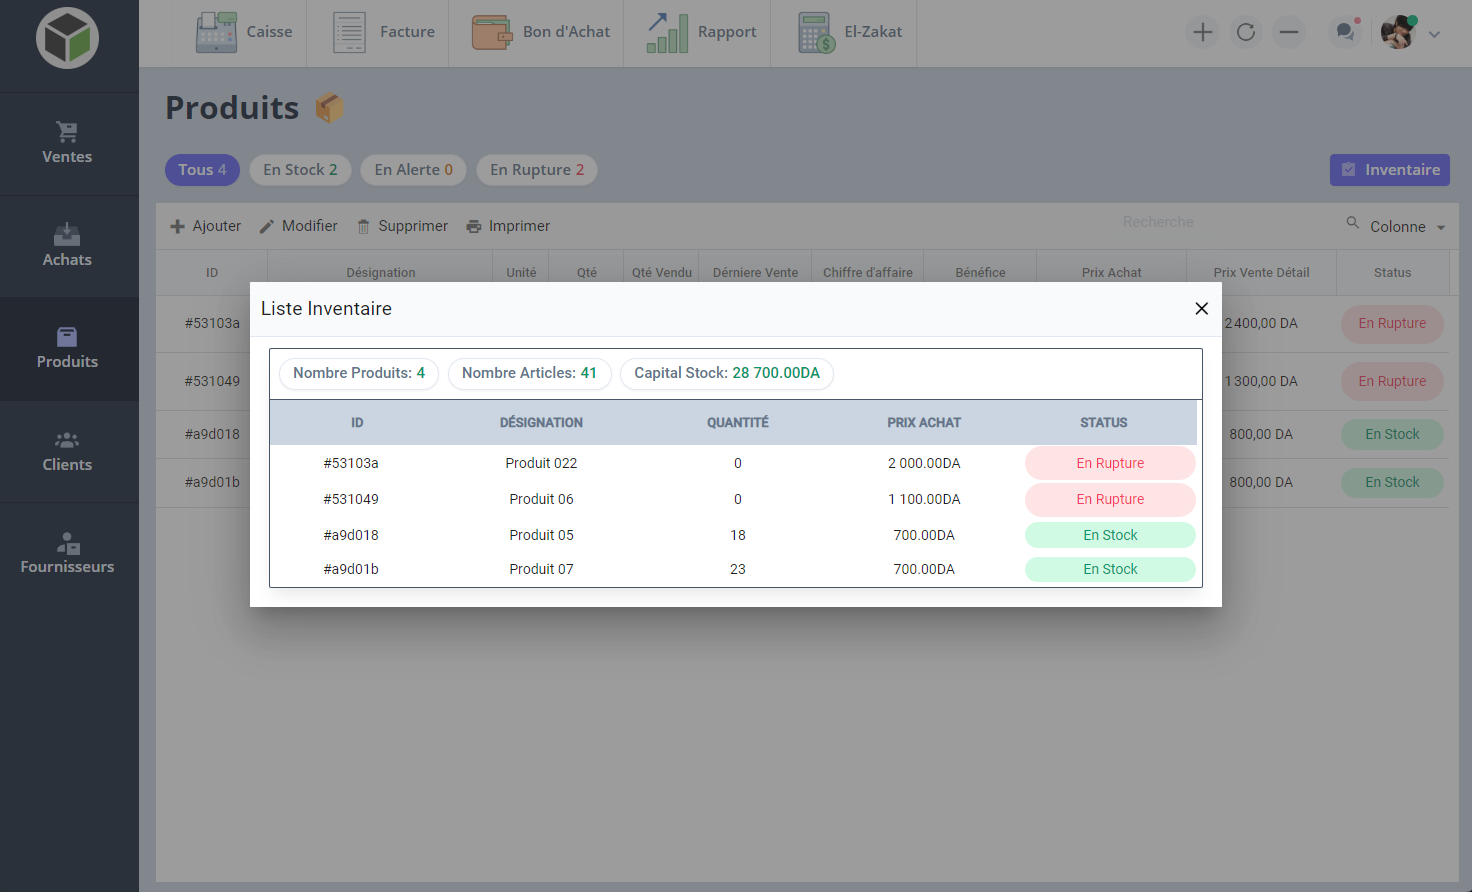 Caisse
Facture
Bon d'Achat
Rapport
El-Zakat
Ventes
Achats
Produits
Clients
Fournisseurs
Produits
Tous 4
En Stock 2
En Alerte 0
En Rupture 2
Inventaire
Ajouter
Modifier
Supprimer
Imprimer
Recherche
Colonne
ID Désignation Unité Qté Qté Vendu Dérniere Vente Chiffre d'affaire Bénéfice Prix Achat Prix Vente Détail Status
#53103a 2 400,00 DA En Rupture
#531049 1 300,00 DA En Rupture
#a9d018 800,00 DA En Stock
#a9d01b 800,00 DA En Stock
Liste Inventaire
Nombre Produits: 4
Nombre Articles: 41
Capital Stock: 28 700.00DA
ID DÉSIGNATION QUANTITÉ PRIX ACHAT STATUS
#53103a Produit 022 0 2 000.00DA En Rupture
#531049 Produit 06 0 1 100.00DA En Rupture
#a9d018 Produit 05 18 700.00DA En Stock
#a9d01b Produit 07 23 700.00DA En Stock